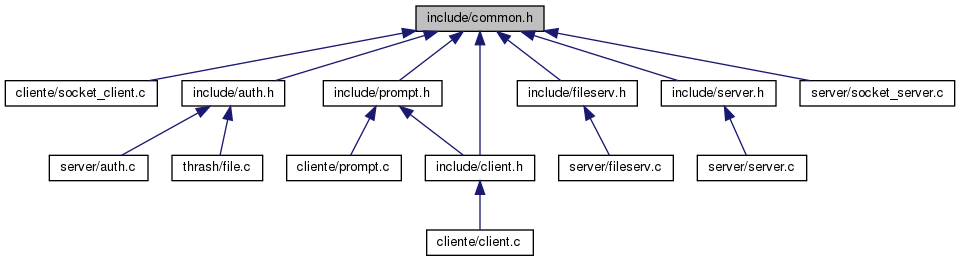 include/common.h
cliente/socket_client.c
include/auth.h
include/prompt.h
include/fileserv.h
include/server.h
server/socket_server.c
server/auth.c
thrash/file.c
cliente/prompt.c
include/client.h
server/fileserv.c
server/server.c
cliente/client.c